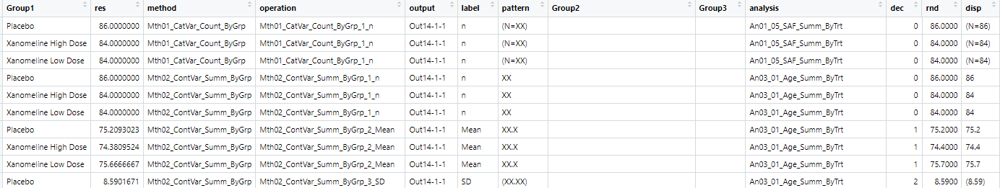 Group1 res method operation output label pattern Group2 Group3 analysis dec rnd disp
Placebo 86.0000000 Mth01_CatVar_Count_ByGrp Mth01_CatVar_Count_ByGrp_1_n Out14-1-1 n (N=XX) An01_05_SAF_Summ_ByTrt 0 86.0000 (N=86)
Xanomeline High Dose 84.0000000 Mth01_CatVar_Count_ByGrp Mth01_CatVar_Count_ByGrp_1_n Out14-1-1 n (N=XX) An01_05_SAF_Summ_ByTrt 0 84.0000 (N=84)
Xanomeline Low Dose 84.0000000 Mth01_CatVar_Count_ByGrp Mth01_CatVar_Count_ByGrp_1_n Out14-1-1 n (N=XX) An01_05_SAF_Summ_ByTrt 0 84.0000 (N=84)
Placebo 86.0000000 Mth02_ContVar_Summ_ByGrp Mth02_ContVar_Summ_ByGrp_1_n Out14-1-1 n XX An03_01_Age_Summ_ByTrt 0 86.0000 86
Xanomeline High Dose 84.0000000 Mth02_ContVar_Summ_ByGrp Mth02_ContVar_Summ_ByGrp_1_n Out14-1-1 n XX An03_01_Age_Summ_ByTrt 0 84.0000 84
Xanomeline Low Dose 84.0000000 Mth02_ContVar_Summ_ByGrp Mth02_ContVar_Summ_ByGrp_1_n Out14-1-1 n XX An03_01_Age_Summ_ByTrt 0 84.0000 84
Placebo 75.2093023 Mth02_ContVar_Summ_ByGrp Mth02_ContVar_Summ_ByGrp_2_Mean Out14-1-1 Mean XX.X An03_01_Age_Summ_ByTrt 1 75.2000 75.2
Xanomeline High Dose 74.3809524 Mth02_ContVar_Summ_ByGrp Mth02_ContVar_Summ_ByGrp_2_Mean Out14-1-1 Mean XX.X An03_01_Age_Summ_ByTrt 1 74.4000 74.4
Xanomeline Low Dose 75.6666667 Mth02_ContVar_Summ_ByGrp Mth02_ContVar_Summ_ByGrp_2_Mean Out14-1-1 Mean XX.X An03_01_Age_Summ_ByTrt 1 75.7000 75.7
Placebo 8.5901671 Mth02_ContVar_Summ_ByGrp Mth02_ContVar_Summ_ByGrp_3_SD Out14-1-1 SD (XX.XX) An03_01_Age_Summ_ByTrt 2 8.5900 (8.59)